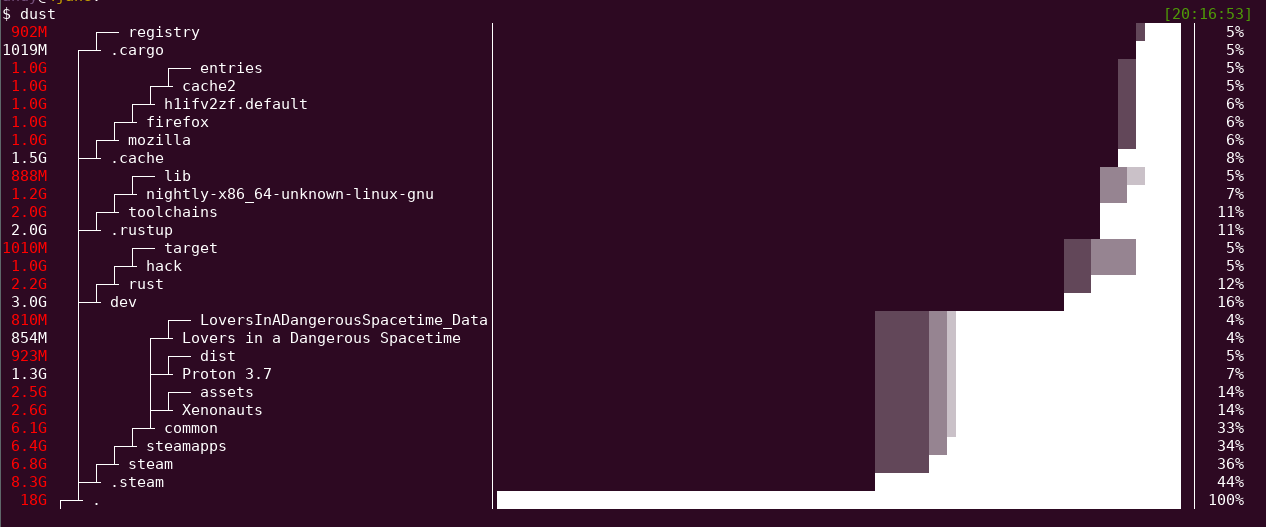 $ dust [20:16:53]
902M registry 5%
1019M .cargo 5%
1.0G entries 5%
1.0G cache2 5%
1.0G h1ifv2zf.default 6%
1.0G firefox 6%
1.0G mozilla 6%
1.5G .cache 8%
888M lib 5%
1.2G nightly-x86_64-unknown-linux-gnu 7%
2.0G toolchains 11%
2.0G .rustup 11%
1010M target 5%
1.0G hack 5%
2.2G rust 12%
3.0G dev 16%
810M LoversInADangerousSpacetime_Data 4%
854M Lovers in a Dangerous Spacetime 4%
923M dist 5%
1.3G Proton 3.7 7%
2.5G assets 14%
2.6G Xenonauts 14%
6.1G common 33%
6.4G steamapps 34%
6.8G steam 36%
8.3G .steam 44%
18G . 100%